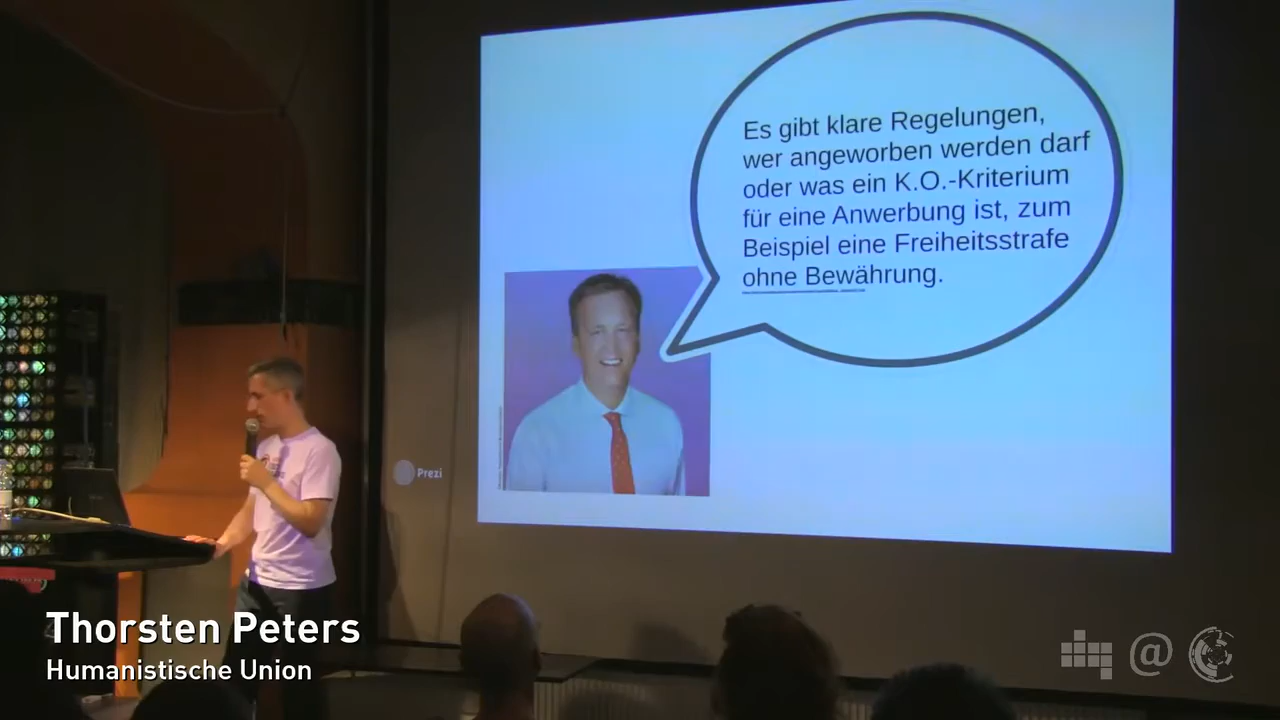 Es gibt klare Regelungen,
wer angeworben werden darf
oder was ein K.O.-Kriterium
für eine Anwerbung ist, zum
Beispiel eine Freiheitsstrafe
ohne Bewährung.
Prezi
Thorsten Peters
Humanistische Union
@